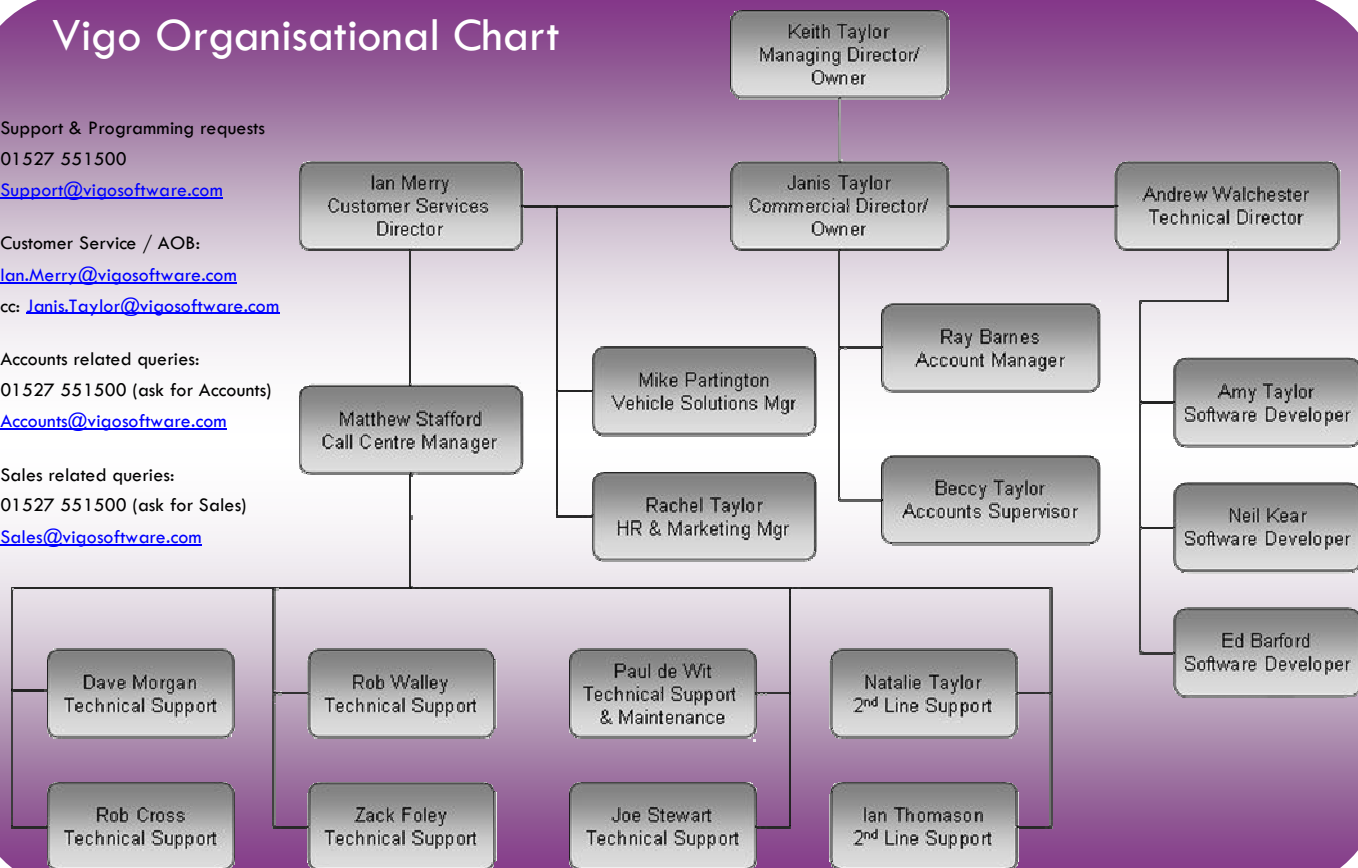 Vigo Organisational Chart
Support & Programming requests
01527 551500
Support@vigosoftware.com
Customer Service / AOB:
Ian.Merry@vigosoftware.com
cc: Janis.Taylor@vigosoftware.com
Accounts related queries:
01527 551500 (ask for Accounts)
Accounts@vigosoftware.com
Sales related queries:
01527 551500 (ask for Sales)
Sales@vigosoftware.com
Keith Taylor
Managing Director/
Owner
Ian Merry
Customer Services
Director
Janis Taylor
Commercial Director/
Owner
Andrew Walchester
Technical Director
Matthew Stafford
Call Centre Manager
Mike Partington
Vehicle Solutions Mgr
Rachel Taylor
HR & Marketing Mgr
Ray Barnes
Account Manager
Beccy Taylor
Accounts Supervisor
Amy Taylor
Software Developer
Neil Kear
Software Developer
Ed Barford
Software Developer
Dave Morgan
Technical Support
Rob Walley
Technical Support
Paul de Wit
Technical Support
& Maintenance
Natalie Taylor
2nd Line Support
Rob Cross
Technical Support
Zack Foley
Technical Support
Joe Stewart
Technical Support
Ian Thomason
2nd Line Support